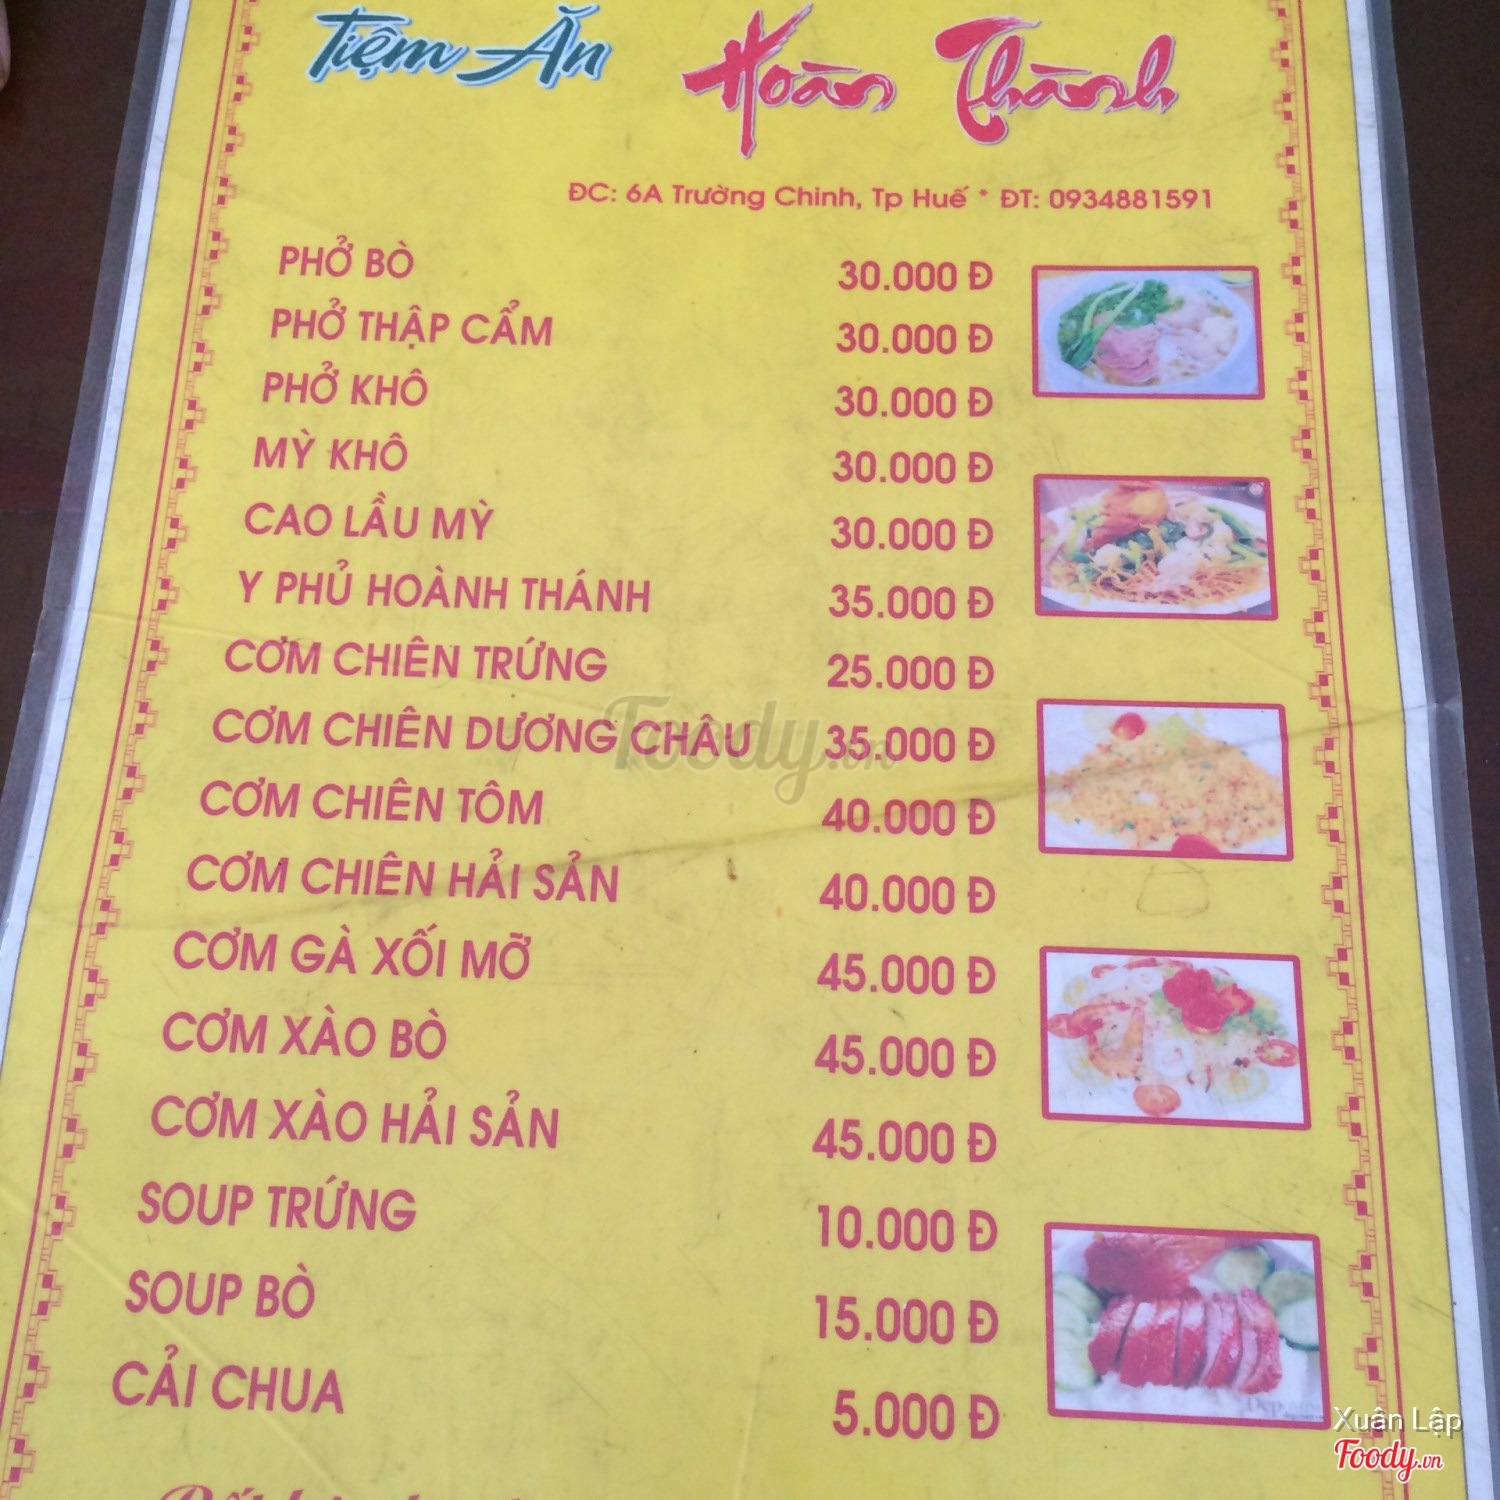 Tiệm Ăn Hoàn Thành
ĐC: 6A Trường Chinh, Tp Huế * ĐT: 0934881591
PHỞ BÒ 30.000 Đ
PHỞ THẬP CẨM 30.000 Đ
PHỞ KHÔ 30.000 Đ
MỲ KHÔ 30.000 Đ
CAO LẦU MỲ 30.000 Đ
Y PHỦ HOÀNH THÁNH 35.000 Đ
CƠM CHIÊN TRỨNG 25.000 Đ
CƠM CHIÊN DƯƠNG CHÂU 35.000 Đ
Foody.vn
CƠM CHIÊN TÔM 40.000 Đ
CƠM CHIÊN HẢI SẢN 40.000 Đ
CƠM GÀ XỐI MỠ 45.000 Đ
CƠM XÀO BÒ 45.000 Đ
CƠM XÀO HẢI SẢN 45.000 Đ
SOUP TRỨNG 10.000 Đ
SOUP BÒ 15.000 Đ
CẢI CHUA 5.000 Đ
Xuân Lập
Foody.vn